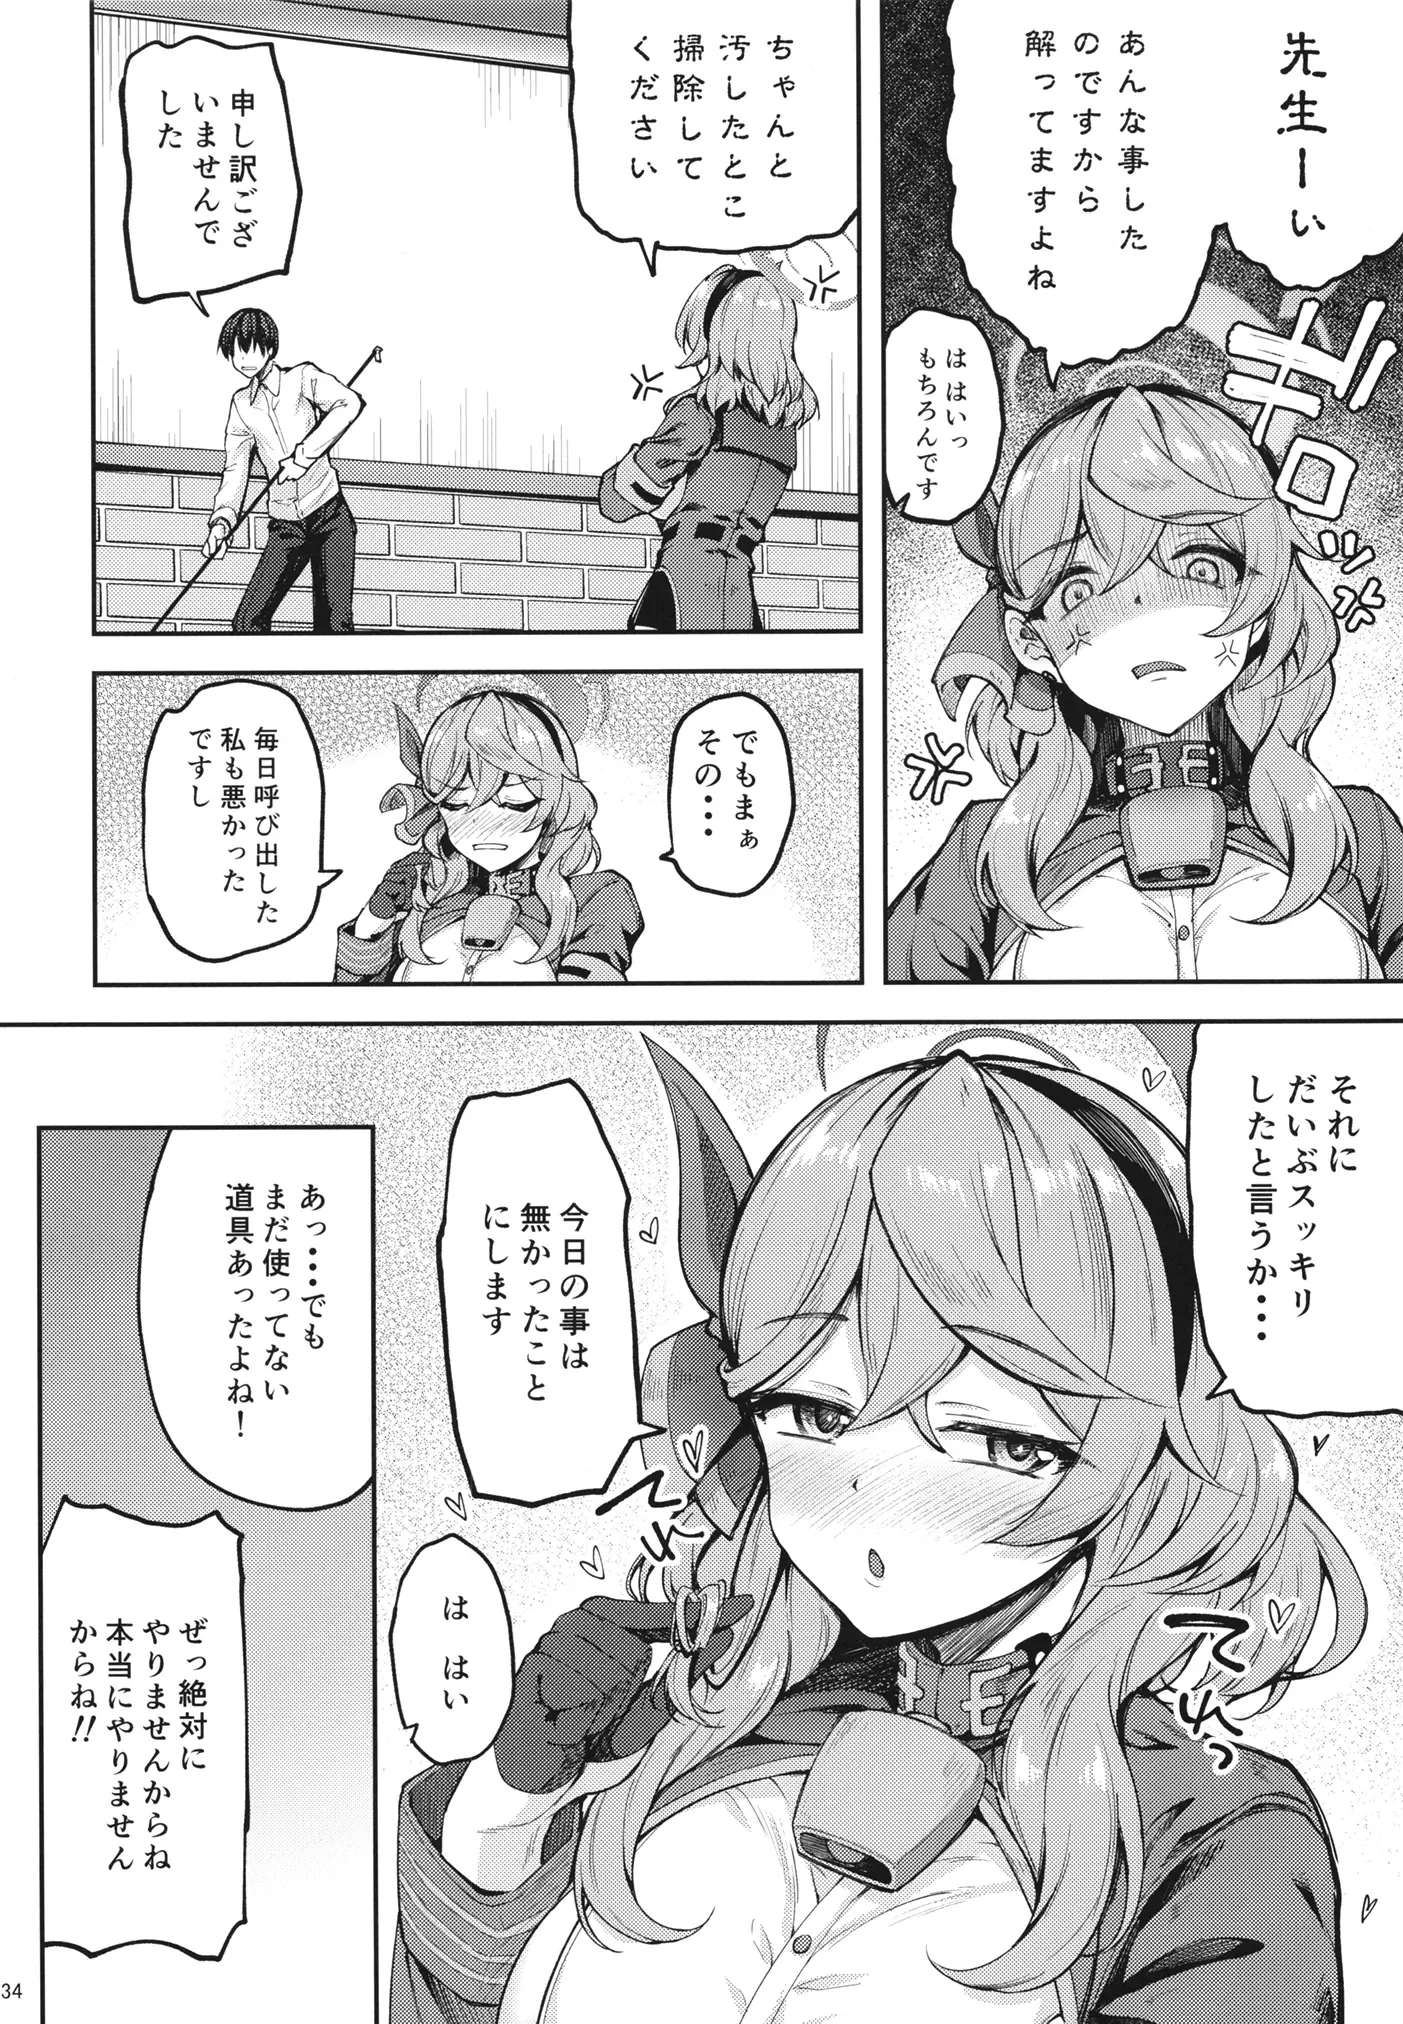 先生ーぃ
あんな事した
のですから
解ってますよね
は はいっ
もちろんです
ギロッ
ちゃんと
汚したとこ
掃除して
ください
申し訳ござ
いませんで
した
でもまぁ
その・・・
毎日呼び出した
私も悪かった
ですし
それに
だいぶスッキリ
したと言うか・・・
今日の事は
無かったこと
にします
てれ
てれっ
は はい
あっ・・・でも
まだ使ってない
道具あったよね！
ぜっ絶対に
やりませんからね
本当にやりません
からね!!
34